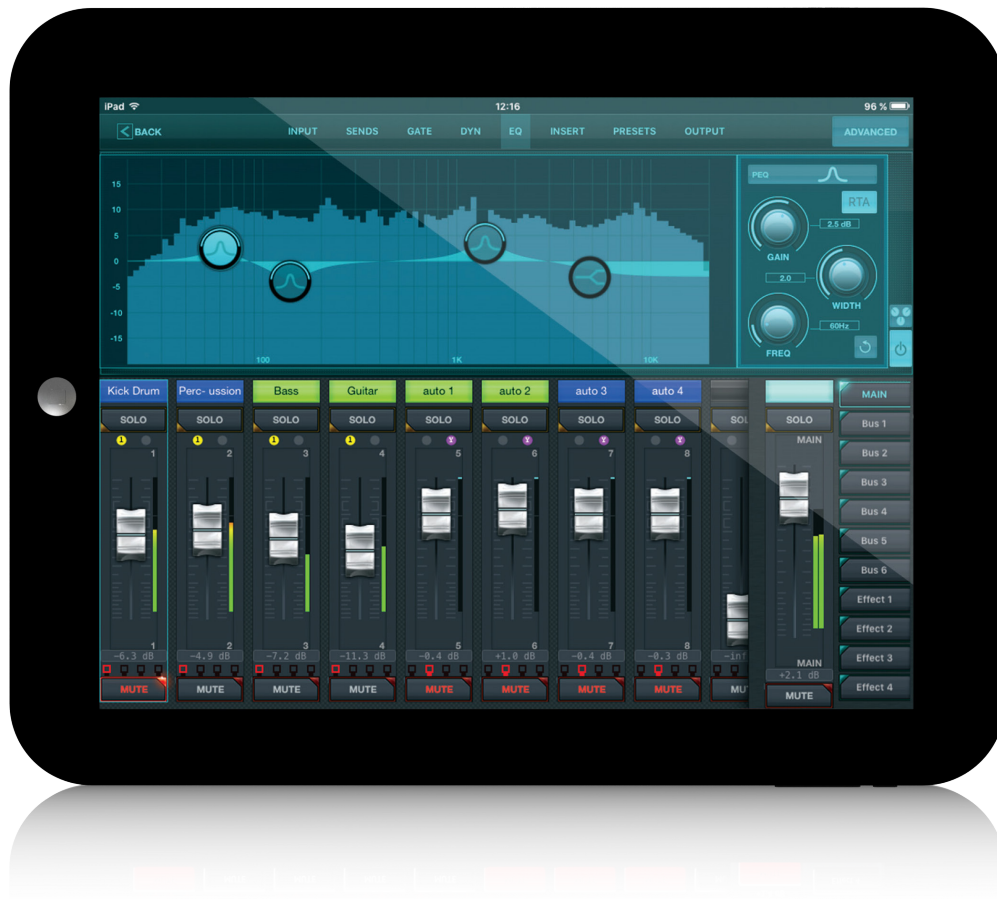 iPad 12:16 96 %
BACK INPUT SENDS GATE DYN EQ INSERT PRESETS OUTPUT ADVANCED
PEQ
RTA
2.5 dB
GAIN
2.0
WIDTH
60Hz
FREQ
15
10
5
0
-5
-10
-15
100 1K 10K
Kick Drum Perc- ussion Bass Guitar auto 1 auto 2 auto 3 auto 4 MAIN
SOLO SOLO SOLO SOLO SOLO SOLO SOLO SOLO SOL SOLO Bus 1
1 1 1 1 Y Y Y Y MAIN
1 2 3 4 5 6 7 8 Bus 2
Bus 3
Bus 4
Bus 5
Bus 6
Effect 1
Effect 2
1 2 3 4 5 6 7 8
-6.3 dB -4.9 dB -7.2 dB -11.3 dB -0.4 dB +1.0 dB -0.4 dB -0.3 dB -inf MAIN Effect 3
+2.1 dB
MUTE MUTE MUTE MUTE MUTE MUTE MUTE MUTE MU MUTE Effect 4